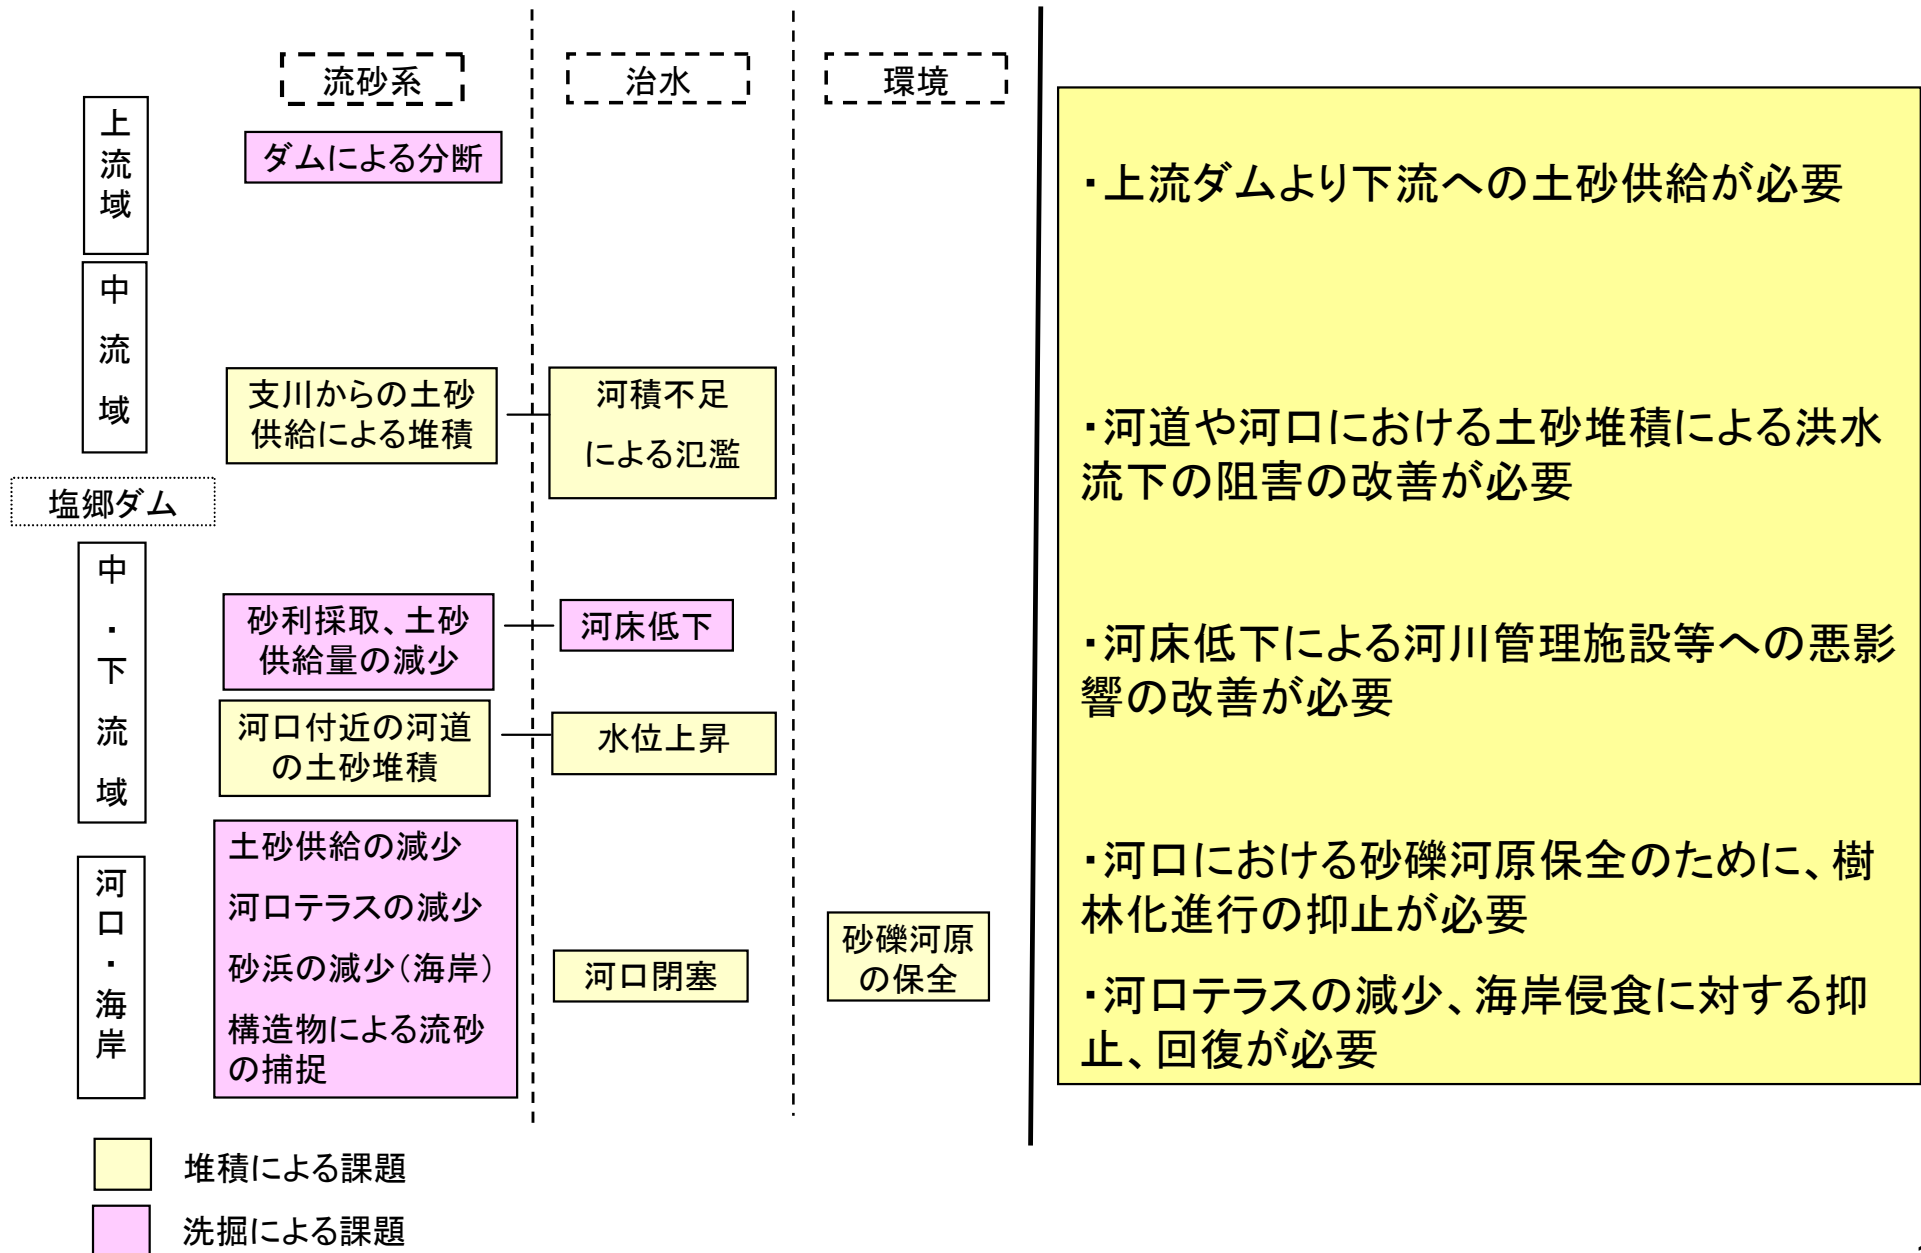 流砂系
治水
環境
上流域
ダムによる分断
中流域
支川からの土砂
供給による堆積
河積不足
による氾濫
塩郷ダム
中・下流域
砂利採取、土砂
供給量の減少
河床低下
河口付近の河道
の土砂堆積
水位上昇
河口・海岸
土砂供給の減少
河口テラスの減少
砂浜の減少(海岸)
構造物による流砂
の捕捉
河口閉塞
砂礫河原
の保全
・上流ダムより下流への土砂供給が必要
・河道や河口における土砂堆積による洪水
流下の阻害の改善が必要
・河床低下による河川管理施設等への悪影
響の改善が必要
・河口における砂礫河原保全のために、樹
林化進行の抑止が必要
・河口テラスの減少、海岸侵食に対する抑
止、回復が必要
堆積による課題
洗掘による課題